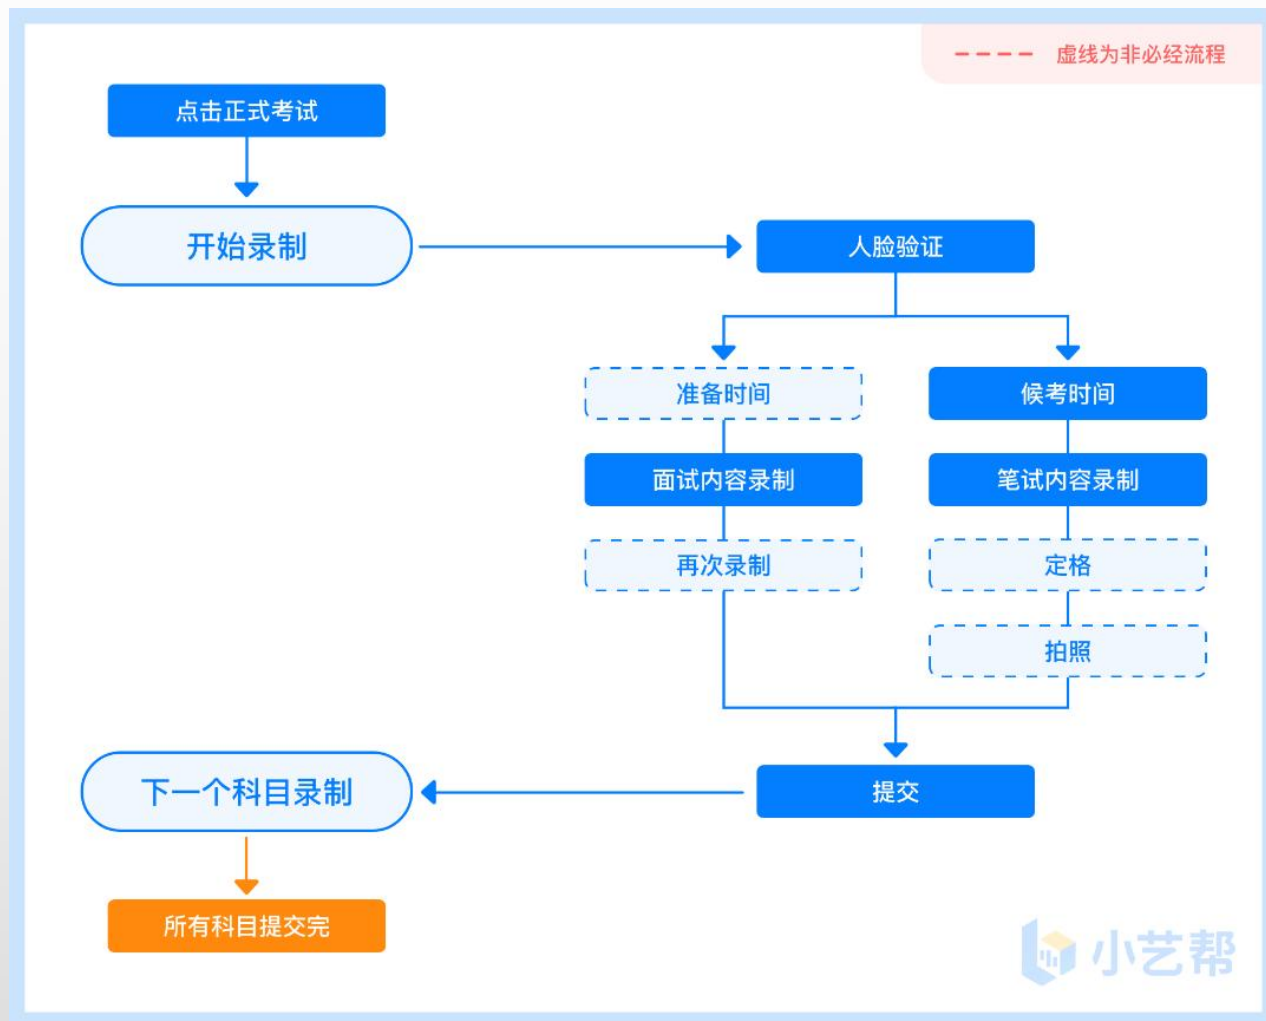 虚线为非必经流程
点击正式考试
开始录制
人脸验证
准备时间
候考时间
面试内容录制
笔试内容录制
再次录制
定格
拍照
提交
下一个科目录制
所有科目提交完
小艺帮